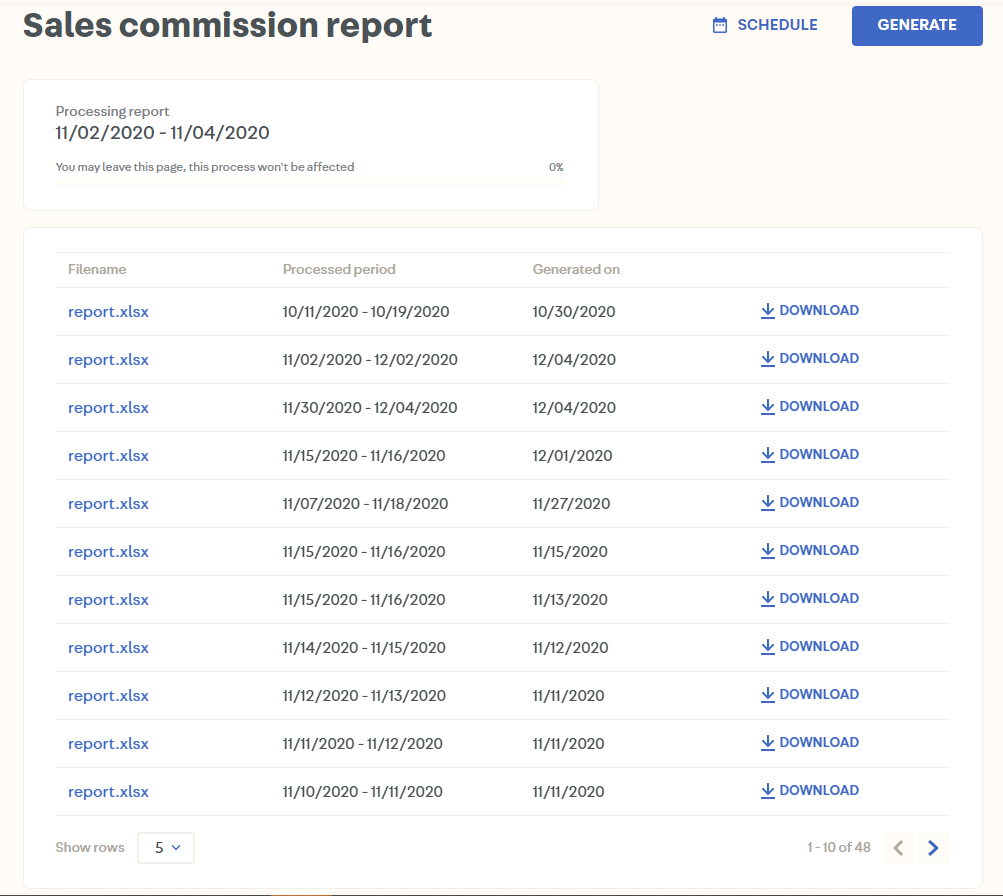 Sales commission report
SCHEDULE
GENERATE
Processing report
11/02/2020 - 11/04/2020
You may leave this page, this process won't be affected 0%
Filename Processed period Generated on
report.xlsx 10/11/2020 - 10/19/2020 10/30/2020 DOWNLOAD
report.xlsx 11/02/2020 - 12/02/2020 12/04/2020 DOWNLOAD
report.xlsx 11/30/2020 - 12/04/2020 12/04/2020 DOWNLOAD
report.xlsx 11/15/2020 - 11/16/2020 12/01/2020 DOWNLOAD
report.xlsx 11/07/2020 - 11/18/2020 11/27/2020 DOWNLOAD
report.xlsx 11/15/2020 - 11/16/2020 11/15/2020 DOWNLOAD
report.xlsx 11/15/2020 - 11/16/2020 11/13/2020 DOWNLOAD
report.xlsx 11/14/2020 - 11/15/2020 11/12/2020 DOWNLOAD
report.xlsx 11/12/2020 - 11/13/2020 11/11/2020 DOWNLOAD
report.xlsx 11/11/2020 - 11/12/2020 11/11/2020 DOWNLOAD
report.xlsx 11/10/2020 - 11/11/2020 11/11/2020 DOWNLOAD
Show rows 5 1 - 10 of 48